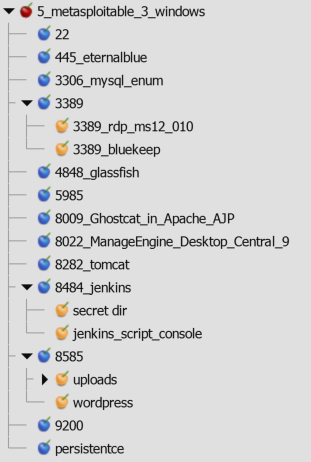 5_metasploitable_3_windows
22
445_eternalblue
3306_mysql_enum
3389
3389_rdp_ms12_010
3389_bluekeep
4848_glassfish
5985
8009_Ghostcat_in_Apache_AJP
8022_ManageEngine_Desktop_Central_9
8282_tomcat
8484_jenkins
secret dir
jenkins_script_console
8585
uploads
wordpress
9200
persistentce